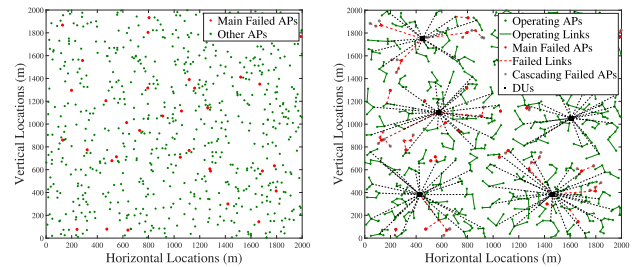 Main Failed APs
Other APs
2000
1800
1600
1400
1200
1000
800
600
400
200
0
0 200 400 600 800 1000 1200 1400 1600 1800 2000
Vertical Locations (m)
Horizontal Locations (m)
Operating APs
Operating Links
Main Failed APs
Failed Links
Cascading Failed APs
DUs
2000
1800
1600
1400
1200
1000
800
600
400
200
0
0 200 400 600 800 1000 1200 1400 1600 1800 2000
Vertical Locations (m)
Horizontal Locations (m)